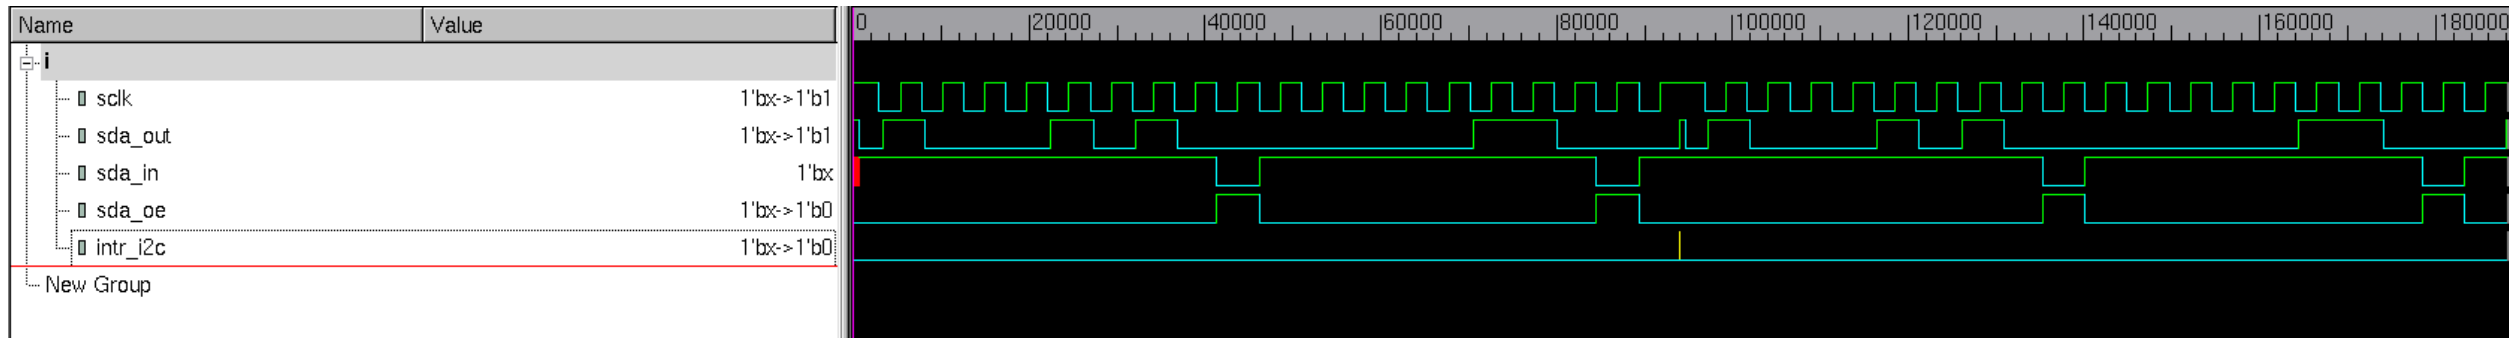 Name Value 0 |20000 |40000 |60000 |80000 |100000 |120000 |140000 |160000 |180000
i
sclk 1'bx->1'b1
sda_out 1'bx->1'b1
sda_in 1'bx
sda_oe 1'bx->1'b0
intr_i2c 1'bx->1'b0
New Group